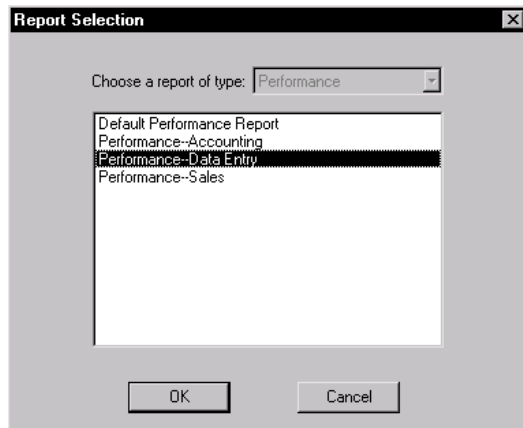 Report Selection
Choose a report of type: Performance
Default Performance Report
Performance--Accounting
Performance--Data Entry
Performance--Sales
OK Cancel